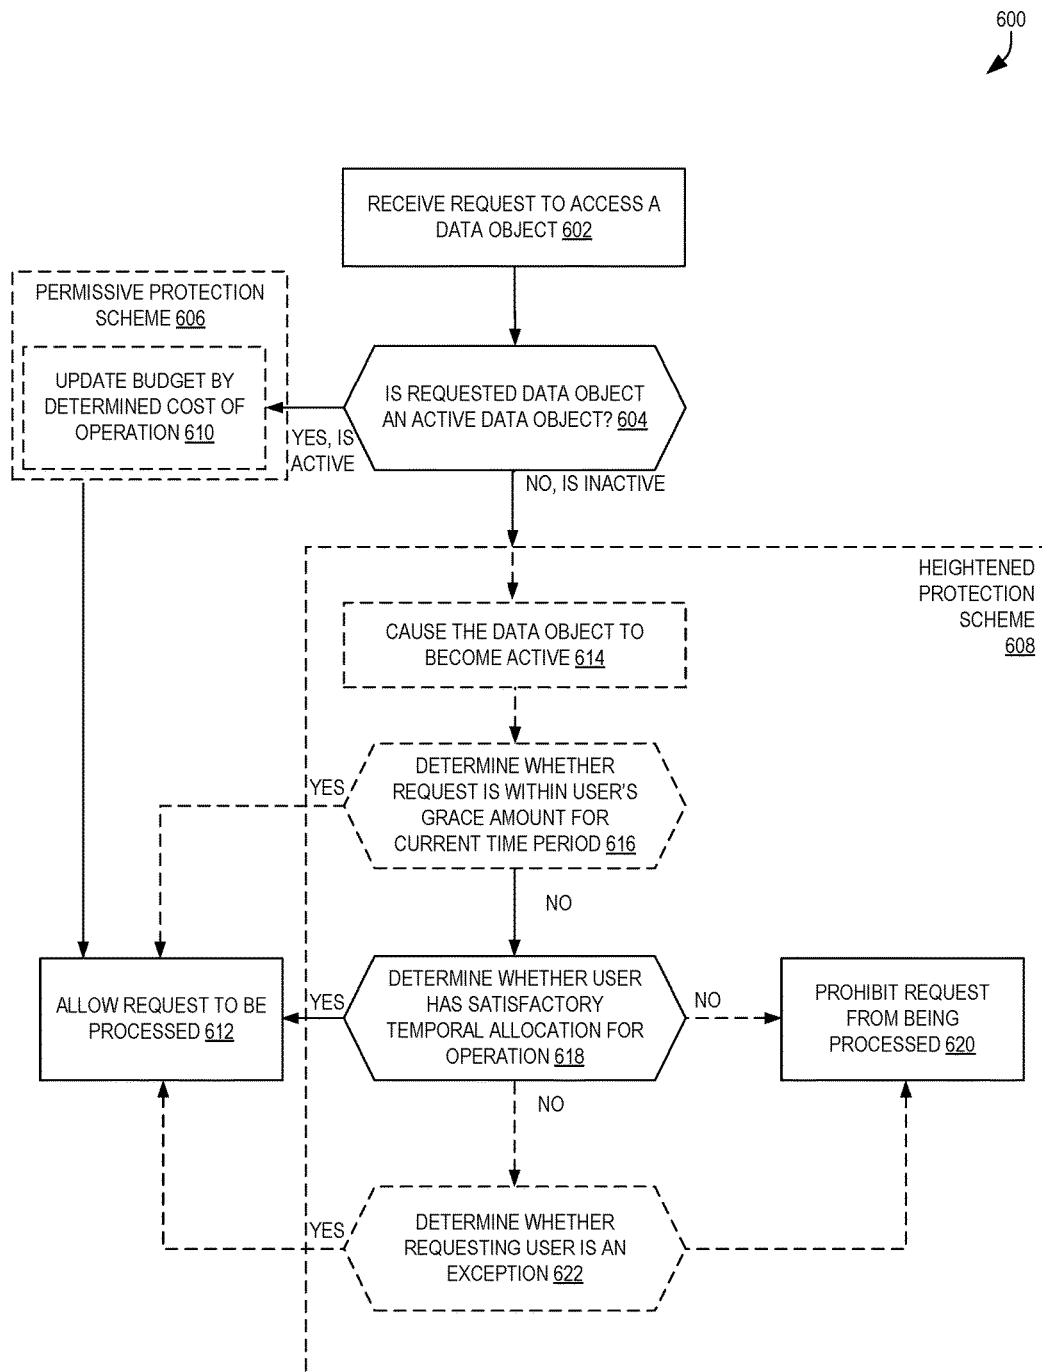 600
RECEIVE REQUEST TO ACCESS A
DATA OBJECT 602
PERMISSIVE PROTECTION
SCHEME 606
UPDATE BUDGET BY
DETERMINED COST OF
OPERATION 610
IS REQUESTED DATA OBJECT
AN ACTIVE DATA OBJECT? 604
YES, IS
ACTIVE
NO, IS INACTIVE
HEIGHTENED
PROTECTION
SCHEME
608
CAUSE THE DATA OBJECT TO
BECOME ACTIVE 614
DETERMINE WHETHER
REQUEST IS WITHIN USER'S
GRACE AMOUNT FOR
CURRENT TIME PERIOD 616
YES
NO
ALLOW REQUEST TO BE
PROCESSED 612
YES
DETERMINE WHETHER USER
HAS SATISFACTORY
TEMPORAL ALLOCATION FOR
OPERATION 618
NO
PROHIBIT REQUEST
FROM BEING
PROCESSED 620
NO
YES
DETERMINE WHETHER
REQUESTING USER IS AN
EXCEPTION 622